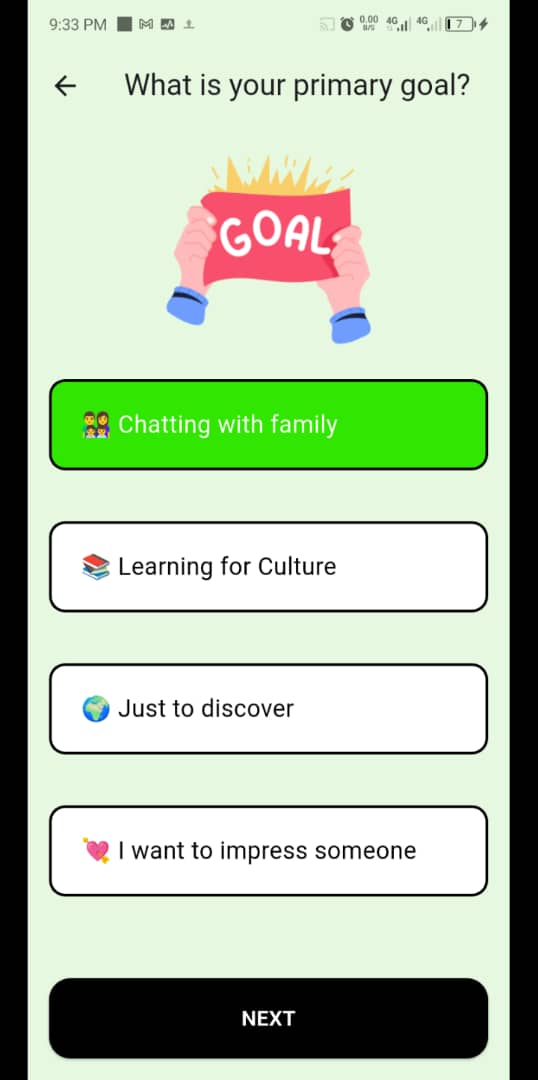 9:33 PM 0.00 B/S 4G 4G 7
What is your primary goal?
GOAL
Chatting with family
Learning for Culture
Just to discover
I want to impress someone
NEXT